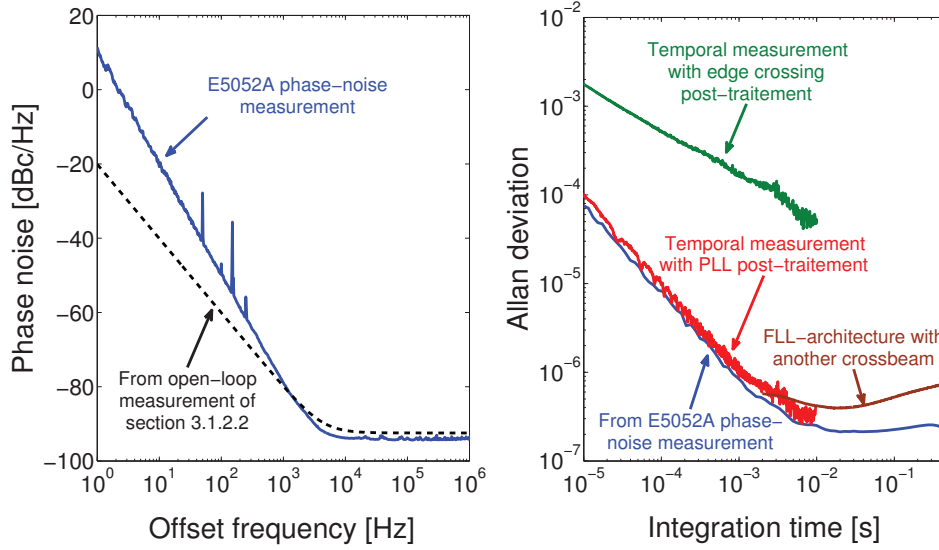 20
0
−20
−40
−60
−80
−100
Phase noise [dBc/Hz]
E5052A phase−noise
measurement
From open−loop
measurement of
section 3.1.2.2
10^0 10^1 10^2 10^3 10^4 10^5 10^6
Offset frequency [Hz]
10^−3
10^−4
10^−5
10^−6
10^−7
Allan deviation
Temporal measurement
with edge crossing
post−traitement
Temporal measurement
with PLL post−traitement
FLL−architecture with
another crossbeam
From E5052A phase−
noise measurement
10^−5 10^−4 10^−3 10^−2 10^−1
Integration time [s]